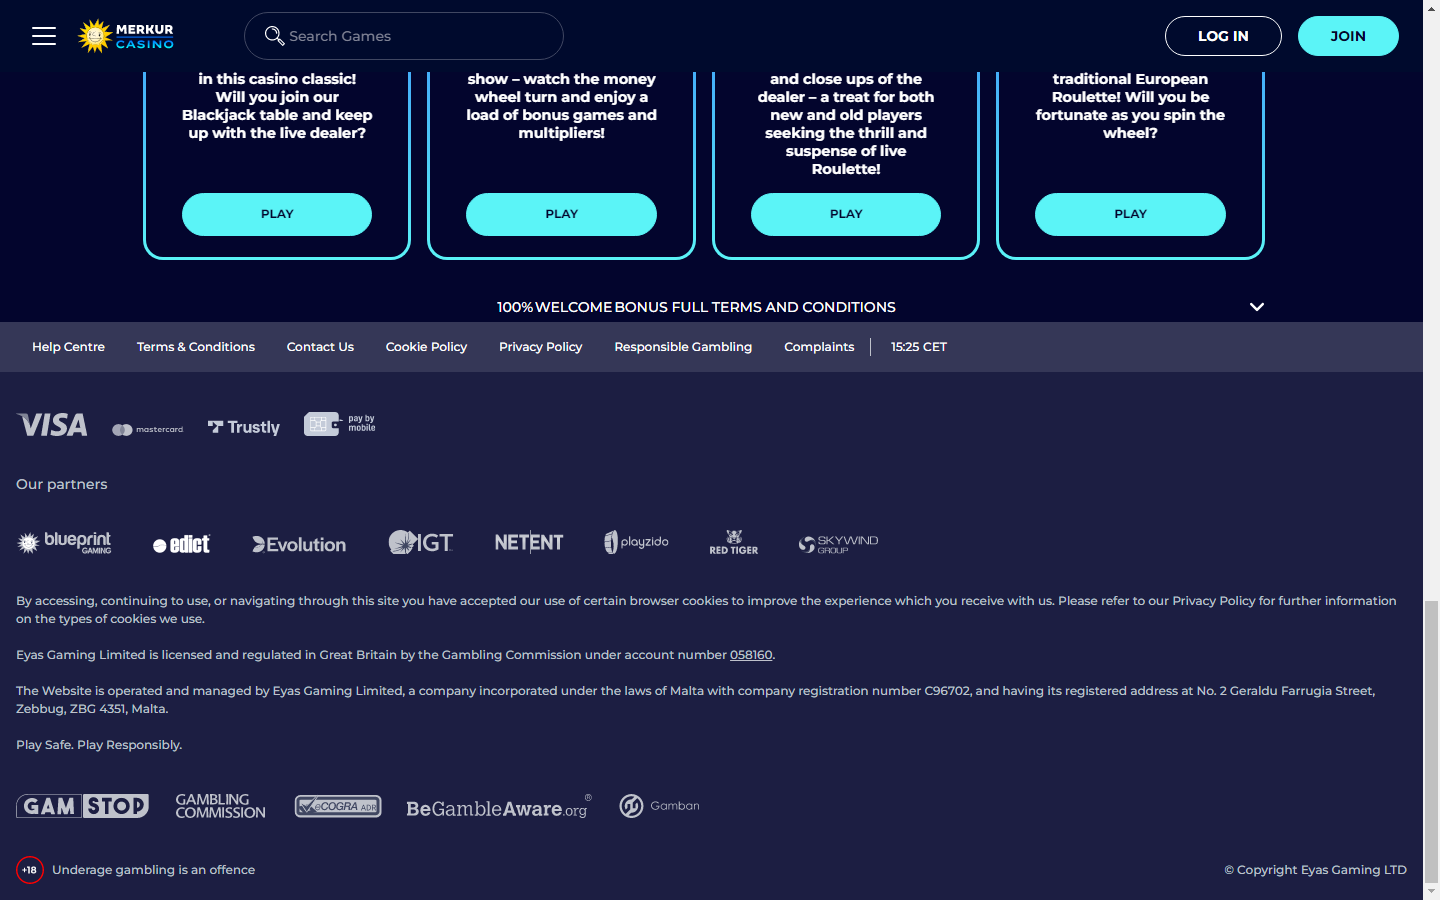 MERKUR
CASINO
Search Games
LOG IN
JOIN
in this casino classic!
Will you join our
Blackjack table and keep
up with the live dealer?
PLAY
show – watch the money
wheel turn and enjoy a
load of bonus games and
multipliers!
PLAY
and close ups of the
dealer – a treat for both
new and old players
seeking the thrill and
suspense of live
Roulette!
PLAY
traditional European
Roulette! Will you be
fortunate as you spin the
wheel?
PLAY
100% WELCOME BONUS FULL TERMS AND CONDITIONS
Help Centre Terms & Conditions Contact Us Cookie Policy Privacy Policy Responsible Gambling Complaints 15:25 CET
VISA mastercard Trustly pay by mobile
Our partners
blueprint GAMING edict Evolution IGT NETENT playzido RED TIGER SKYWIND GROUP
By accessing, continuing to use, or navigating through this site you have accepted our use of certain browser cookies to improve the experience which you receive with us. Please refer to our Privacy Policy for further information
on the types of cookies we use.
Eyas Gaming Limited is licensed and regulated in Great Britain by the Gambling Commission under account number 058160.
The Website is operated and managed by Eyas Gaming Limited, a company incorporated under the laws of Malta with company registration number C96702, and having its registered address at No. 2 Geraldu Farrugia Street,
Zebbug, ZBG 4351, Malta.
Play Safe. Play Responsibly.
GAMSTOP GAMBLING COMMISSION eCOGRA ADR BeGambleAware.org® Gamban
+18 Underage gambling is an offence
© Copyright Eyas Gaming LTD